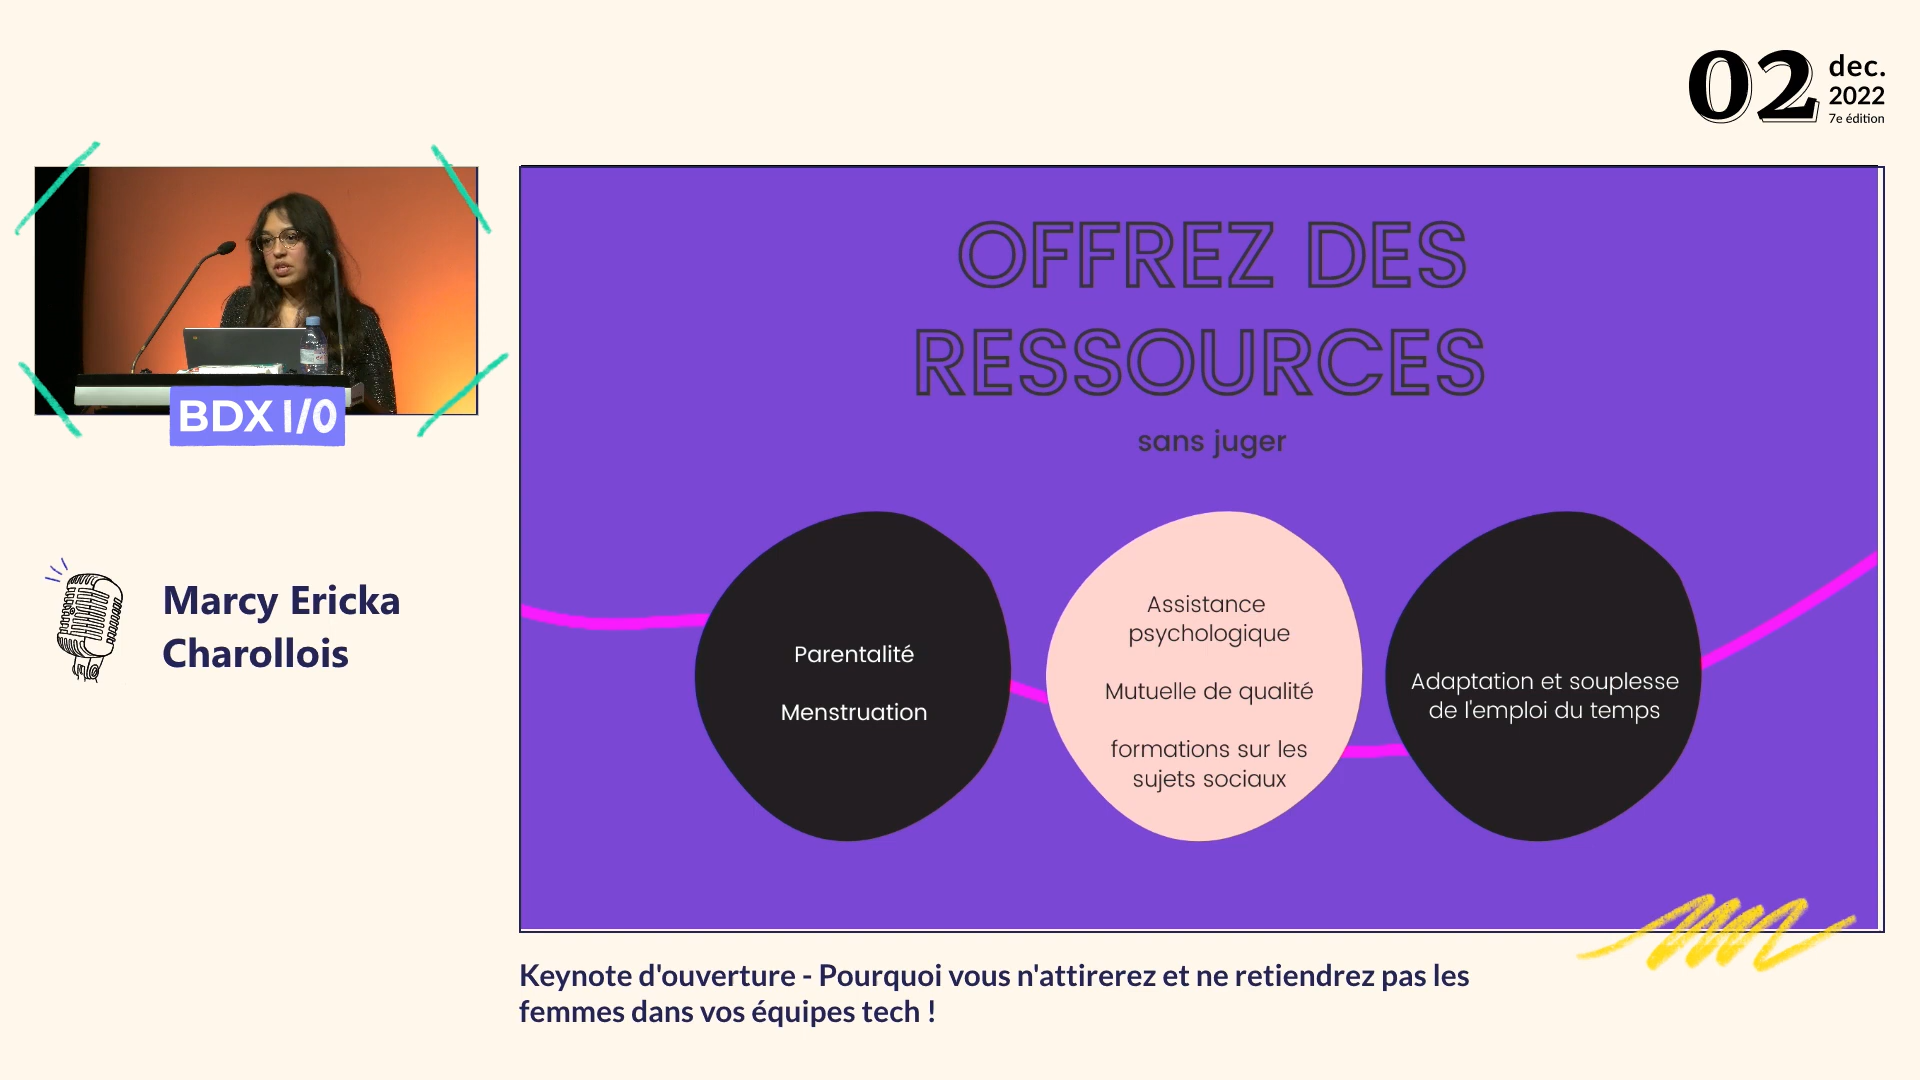 02
dec.
2022
7e édition
BDX I/O
Marcy Ericka
Charollois
OFFREZ DES
RESSOURCES
sans juger
Parentalité
Menstruation
Assistance
psychologique
Mutuelle de qualité
formations sur les
sujets sociaux
Adaptation et souplesse
de l'emploi du temps
Keynote d'ouverture - Pourquoi vous n'attirerez et ne retiendrez pas les
femmes dans vos équipes tech !